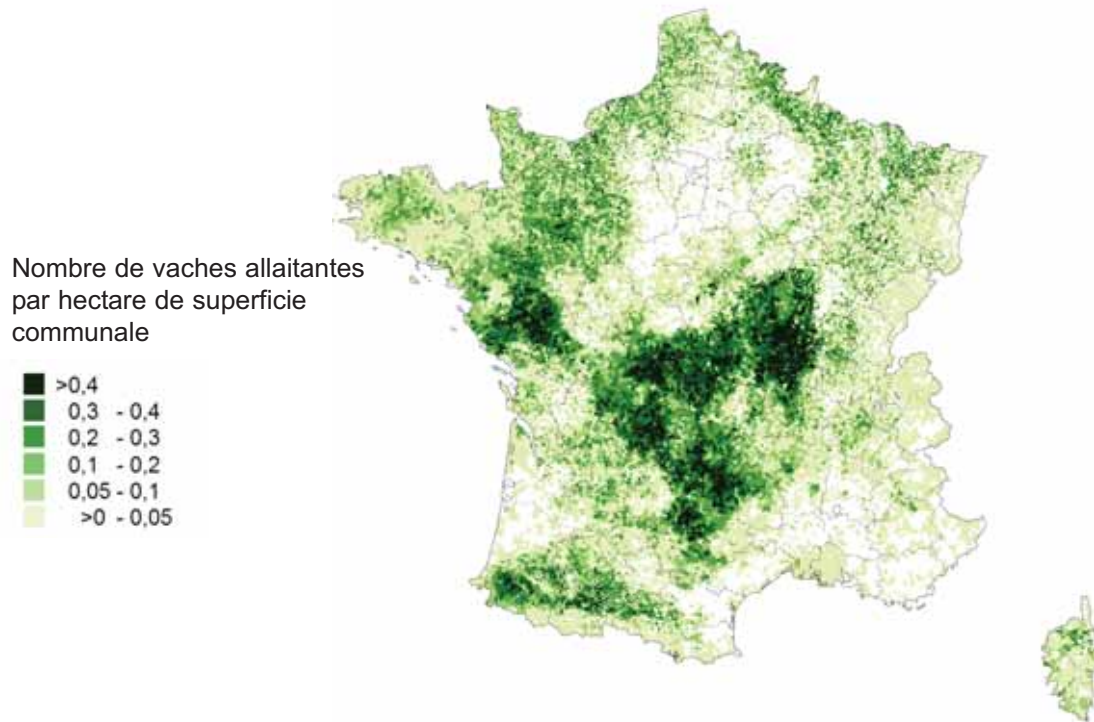 Nombre de vaches allaitantes
par hectare de superficie
communale
>0,4
0,3 - 0,4
0,2 - 0,3
0,1 - 0,2
0,05 - 0,1
>0 - 0,05